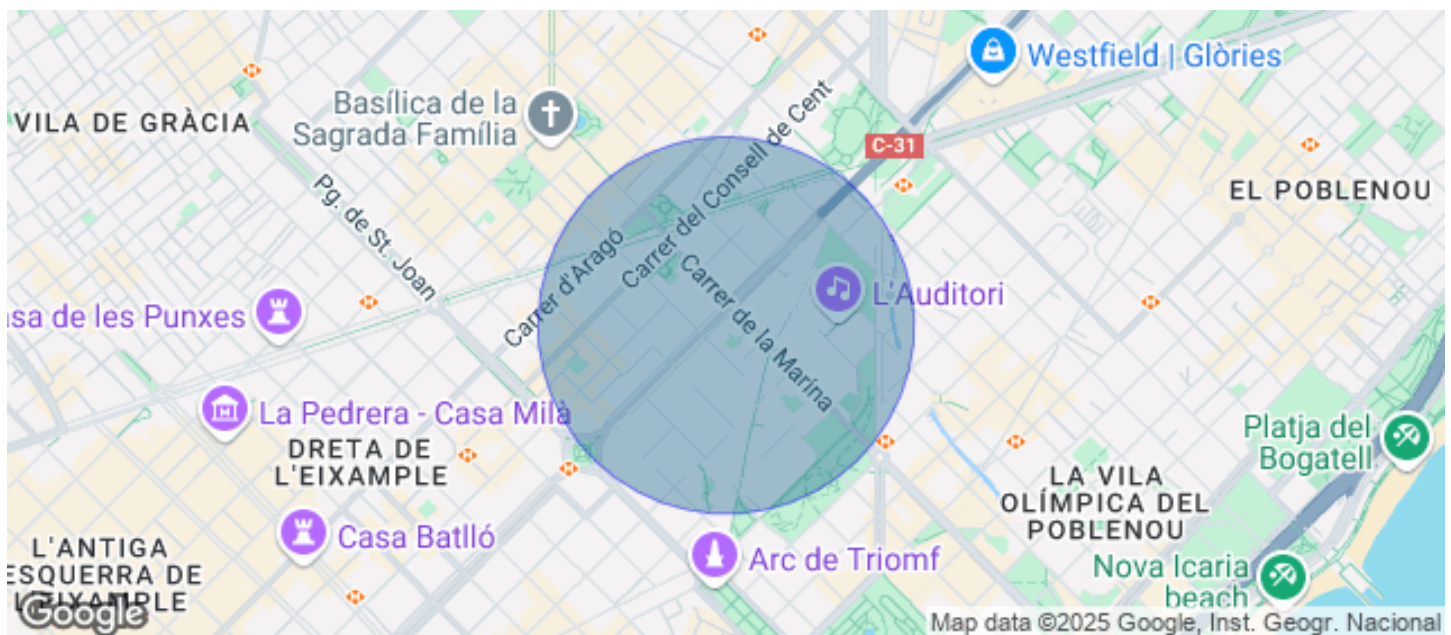 Westfield | Glòries
Basílica de la
Sagrada Família
VILA DE GRÀCIA
Carrer del Consell de Cent
C-31
EL POBLENOU
Pg. de St. Joan
Carrer d'Aragó
Carrer de la Marina
L'Auditori
sa de les Punxes
La Pedrera - Casa Milà
DRETA DE
L'EIXAMPLE
Platja del
Bogatell
LA VILA
OLÍMPICA DEL
POBLENOU
Casa Batlló
Arc de Triomf
L'ANTIGA
ESQUERRA DE
L'EIXAMPLE
Nova Icaria
beach
Google
Map data ©2025 Google, Inst. Geogr. Nacional